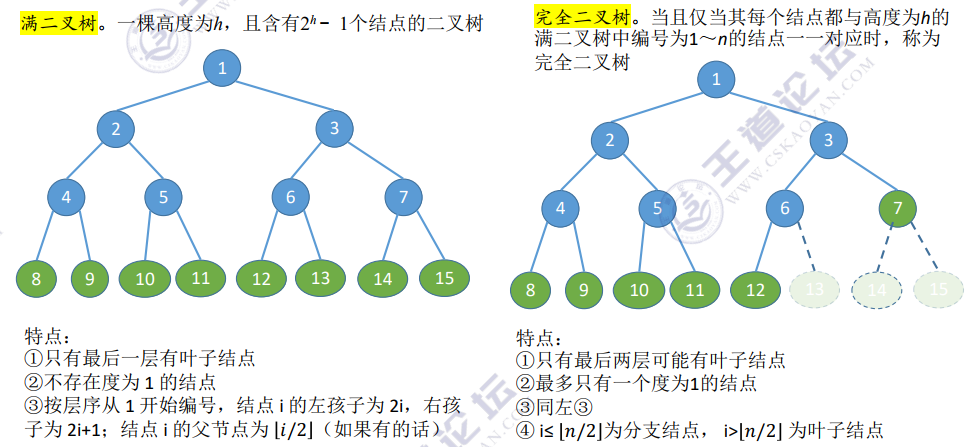 满二叉树。一棵高度为h，且含有2ʰ − 1个结点的二叉树
1
2
3
4
5
6
7
8
9
10
11
12
13
14
15
特点：
①只有最后一层有叶子结点
②不存在度为 1 的结点
③按层序从 1 开始编号，结点 i 的左孩子为 2i，右孩
子为 2i+1；结点 i 的父节点为 ⌊i/2⌋（如果有的话）
完全二叉树。当且仅当其每个结点都与高度为h的
满二叉树中编号为1～n的结点一一对应时，称为
完全二叉树
1
2
3
4
5
6
7
8
9
10
11
12
13
14
15
特点：
①只有最后两层可能有叶子结点
②最多只有一个度为1的结点
③同左③
④ i≤ ⌊n/2⌋为分支结点， i>⌊n/2⌋ 为叶子结点
王道论坛
WWW.CSKAOYAN.COM
王道论坛
WWW.CSKAOYAN.COM